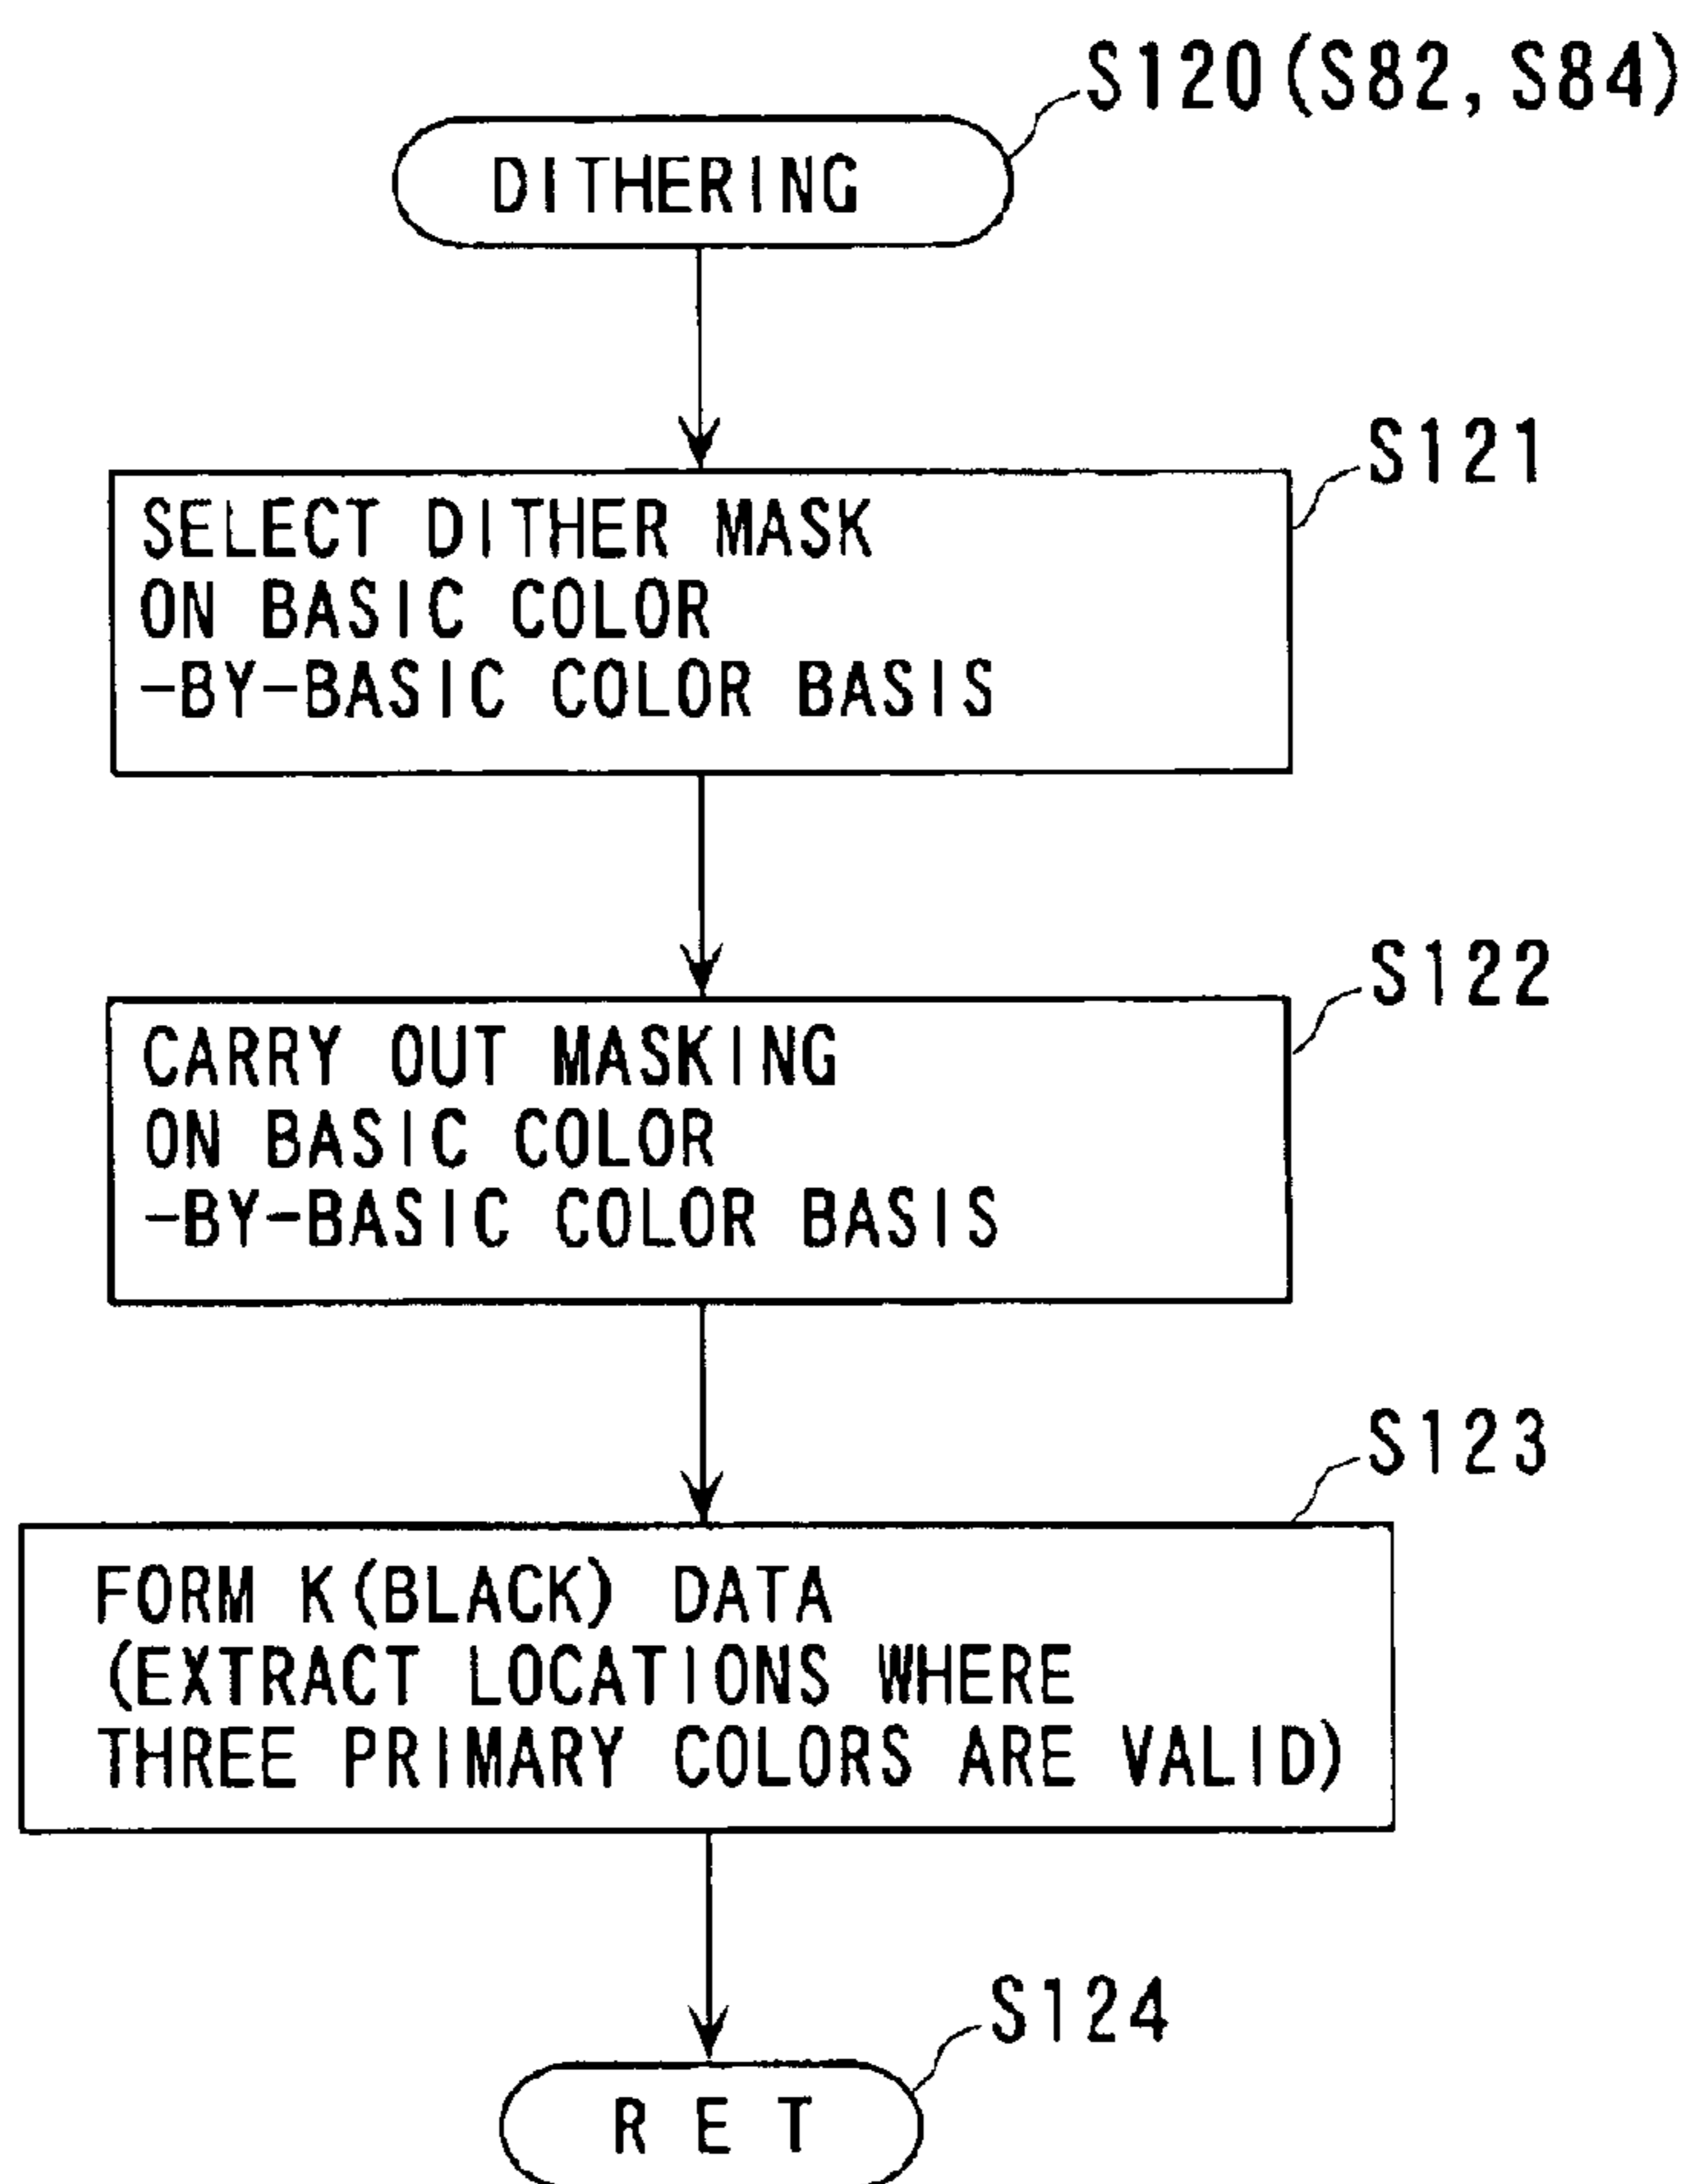 S120(S82, S84)
DITHERING
S121
SELECT DITHER MASK
ON BASIC COLOR
-BY-BASIC COLOR BASIS
S122
CARRY OUT MASKING
ON BASIC COLOR
-BY-BASIC COLOR BASIS
S123
FORM K(BLACK) DATA
(EXTRACT LOCATIONS WHERE
THREE PRIMARY COLORS ARE VALID)
S124
RET